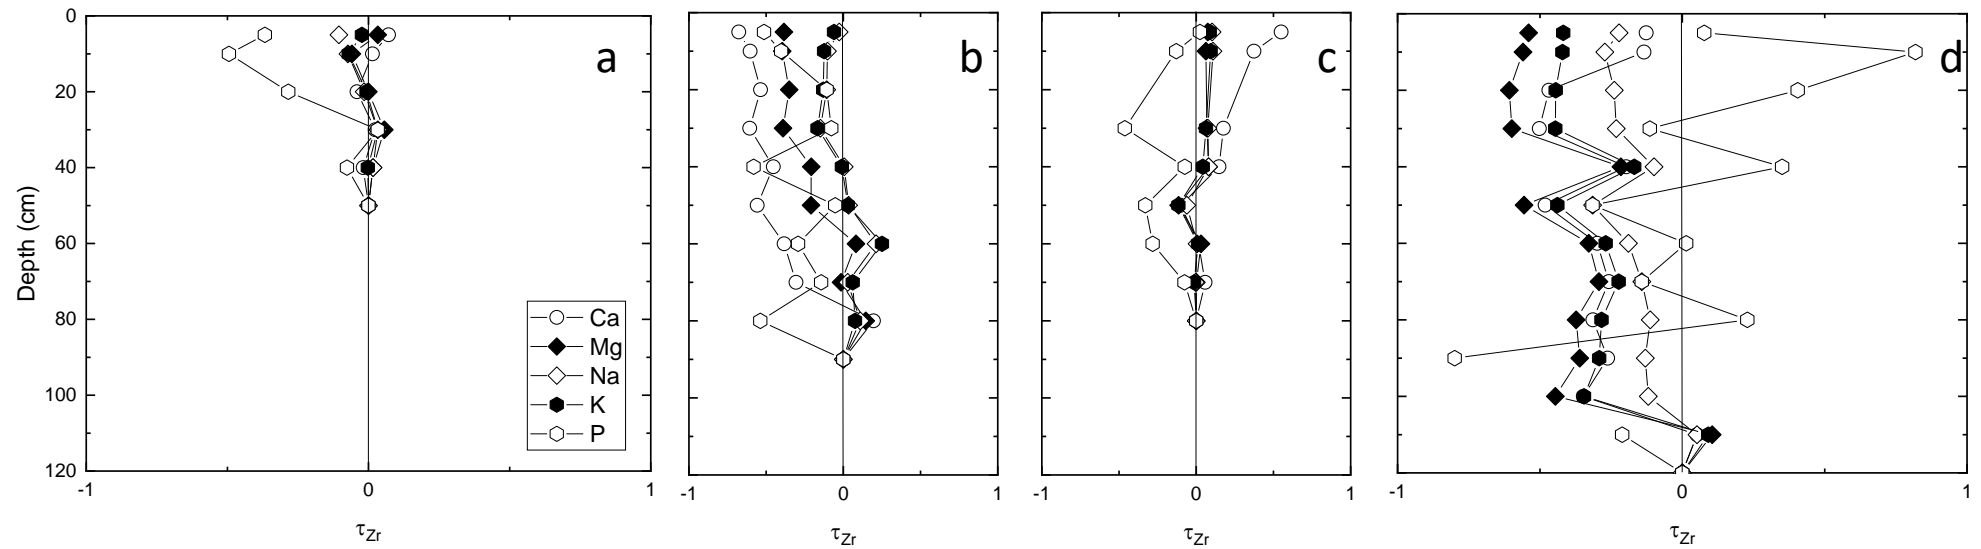 0
20
40
60
80
100
120
Depth (cm)
a
b
c
d
Ca
Mg
Na
K
P
-1 0 1
-1 0 1
-1 0 1
-1 0 1
τZr
τZr
τZr
τZr